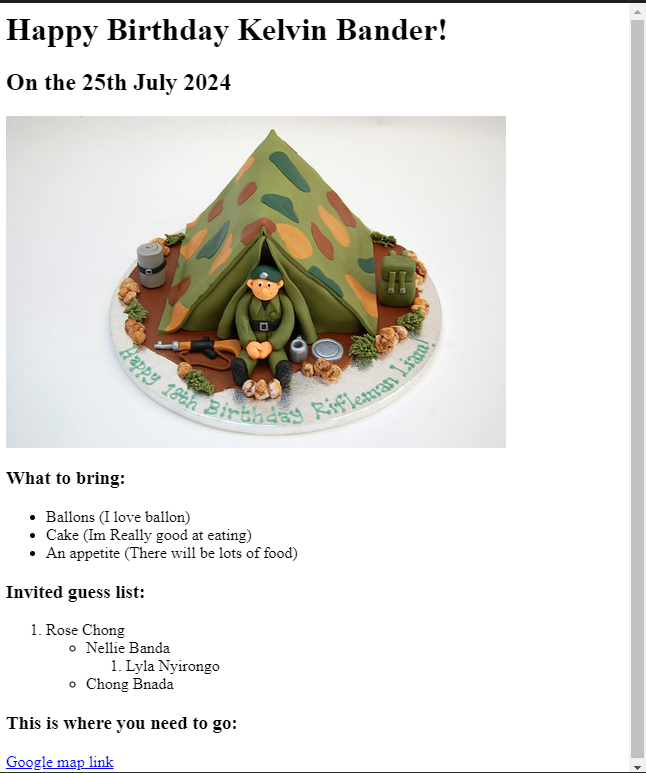 Happy Birthday Kelvin Bander!
On the 25th July 2024
Happy 18th Birthday Rifleman Liam!
What to bring:
• Ballons (I love ballon)
• Cake (Im Really good at eating)
• An appetite (There will be lots of food)
Invited guess list:
1. Rose Chong
◦ Nellie Banda
1. Lyla Nyirongo
◦ Chong Bnada
This is where you need to go:
Google map link